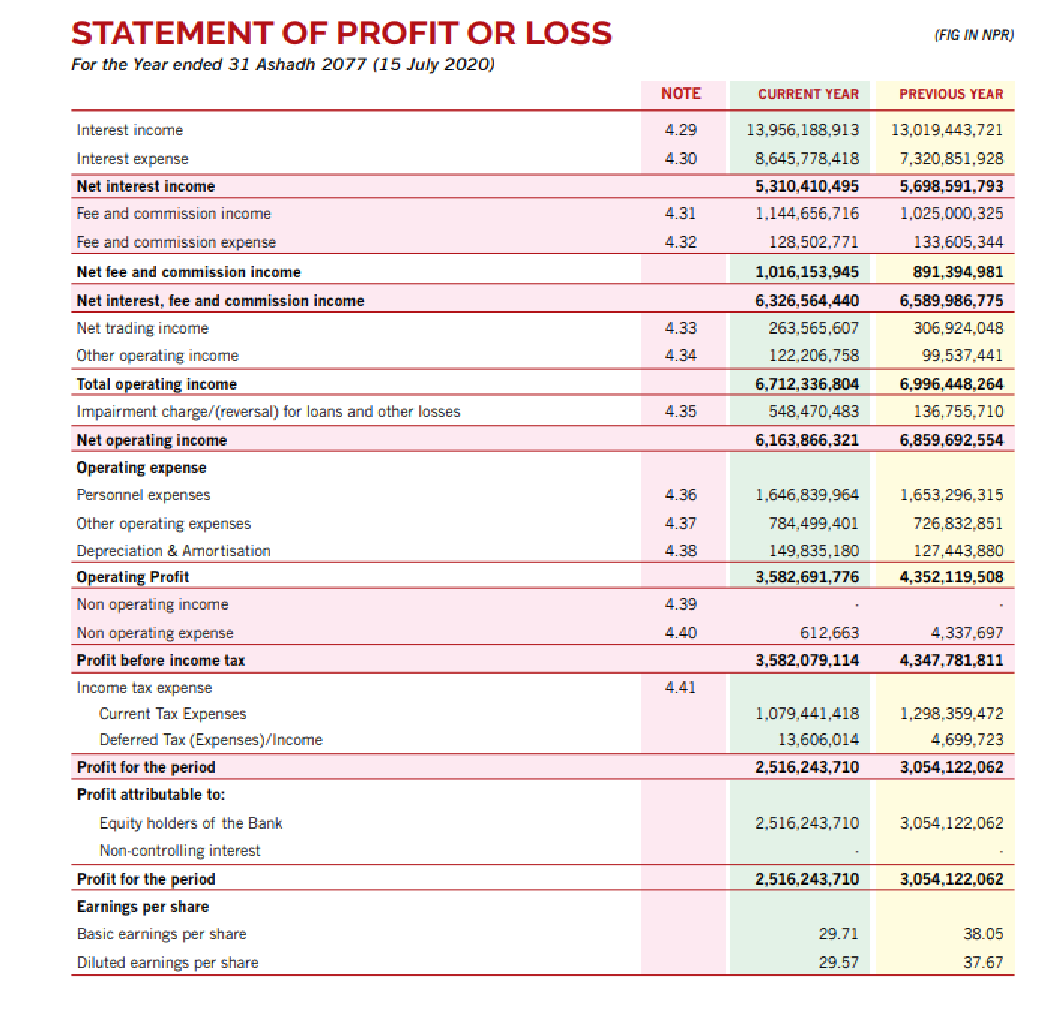 STATEMENT OF PROFIT OR LOSS (FIG IN NPR)
For the Year ended 31 Ashadh 2077 (15 July 2020)
NOTE CURRENT YEAR PREVIOUS YEAR
Interest income 4.29 13,956,188,913 13,019,443,721
Interest expense 4.30 8,645,778,418 7,320,851,928
Net interest income 5,310,410,495 5,698,591,793
Fee and commission income 4.31 1,144,656,716 1,025,000,325
Fee and commission expense 4.32 128,502,771 133,605,344
Net fee and commission income 1,016,153,945 891,394,981
Net interest, fee and commission income 6,326,564,440 6,589,986,775
Net trading income 4.33 263,565,607 306,924,048
Other operating income 4.34 122,206,758 99,537,441
Total operating income 6,712,336,804 6,996,448,264
Impairment charge/(reversal) for loans and other losses 4.35 548,470,483 136,755,710
Net operating income 6,163,866,321 6,859,692,554
Operating expense
Personnel expenses 4.36 1,646,839,964 1,653,296,315
Other operating expenses 4.37 784,499,401 726,832,851
Depreciation & Amortisation 4.38 149,835,180 127,443,880
Operating Profit 3,582,691,776 4,352,119,508
Non operating income 4.39 - -
Non operating expense 4.40 612,663 4,337,697
Profit before income tax 3,582,079,114 4,347,781,811
Income tax expense 4.41
Current Tax Expenses 1,079,441,418 1,298,359,472
Deferred Tax (Expenses)/Income 13,606,014 4,699,723
Profit for the period 2,516,243,710 3,054,122,062
Profit attributable to:
Equity holders of the Bank 2,516,243,710 3,054,122,062
Non-controlling interest - -
Profit for the period 2,516,243,710 3,054,122,062
Earnings per share
Basic earnings per share 29.71 38.05
Diluted earnings per share 29.57 37.67